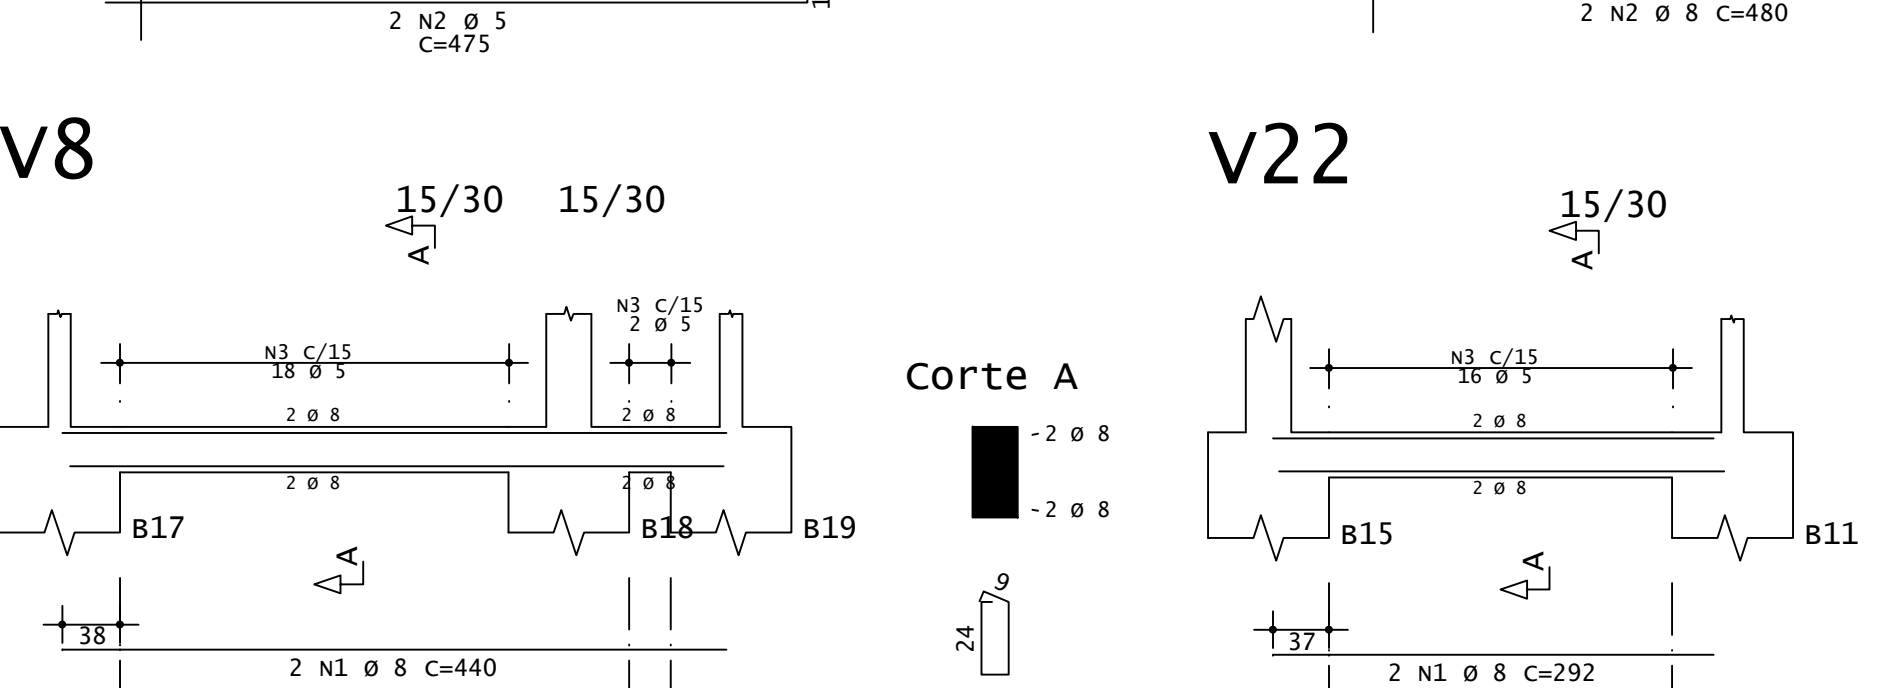 2 N2 Ø 5
C=475
2 N2 Ø 8 C=480
V8
15/30 15/30
A
N3 C/15
2 Ø 5
N3 C/15
18 Ø 5
2 Ø 8 2 Ø 8
2 Ø 8 2 Ø 8
B17 B18 B19
A
38
2 N1 Ø 8 C=440
Corte A
-2 Ø 8
-2 Ø 8
9
24
V22
15/30
A
N3 C/15
16 Ø 5
2 Ø 8
2 Ø 8
B15 B11
A
37
2 N1 Ø 8 C=292